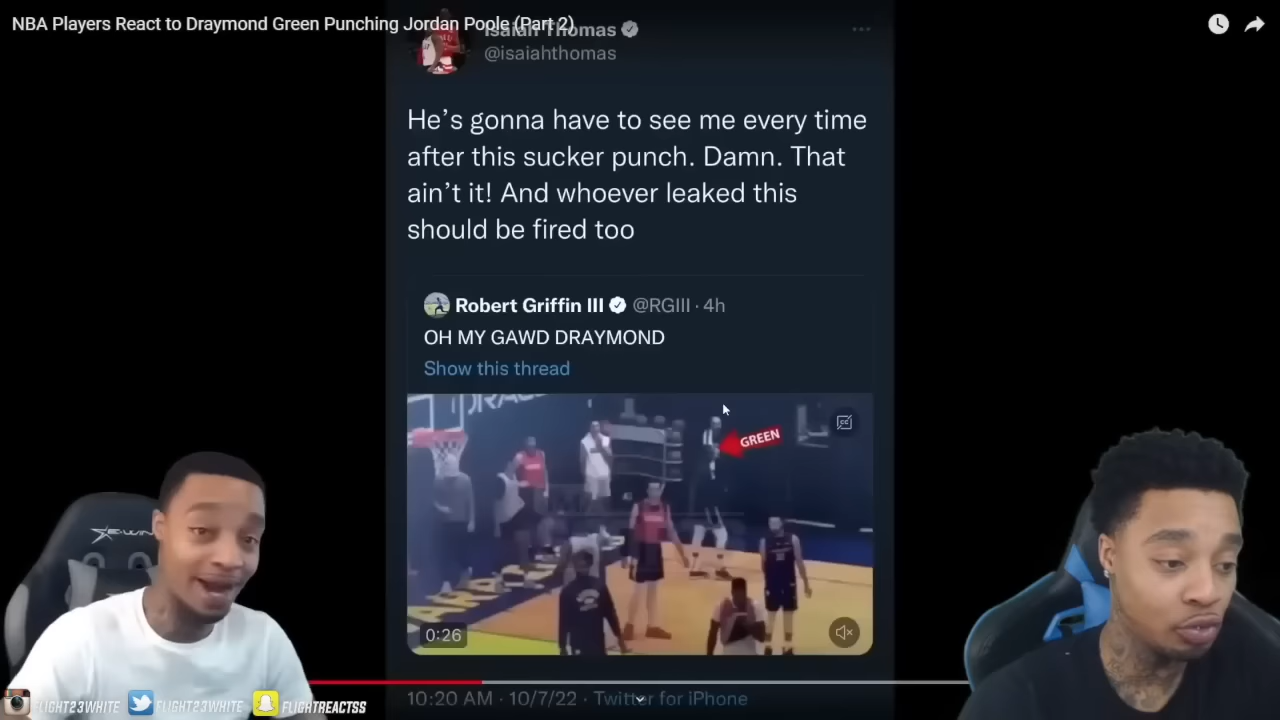 NBA Players React to Draymond Green Punching Jordan Poole (Part 2)
Isaiah Thomas
@isaiahthomas
He's gonna have to see me every time
after this sucker punch. Damn. That
ain't it! And whoever leaked this
should be fired too
Robert Griffin III @RGIII · 4h
OH MY GAWD DRAYMOND
Show this thread
GREEN
0:26
10:20 AM · 10/7/22 · Twitter for iPhone
FLIGHT23WHITE FLIGHT23WHITE FLIGHTREACTSS